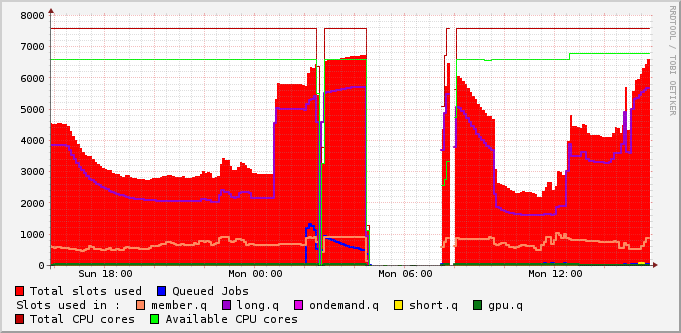 8000
7000
6000
5000
4000
3000
2000
1000
0
Sun 18:00 Mon 00:00 Mon 06:00 Mon 12:00
RRDTOOL / TOBI OETIKER
Total slots used Queued Jobs
Slots used in : member.q long.q ondemand.q short.q gpu.q
Total CPU cores Available CPU cores